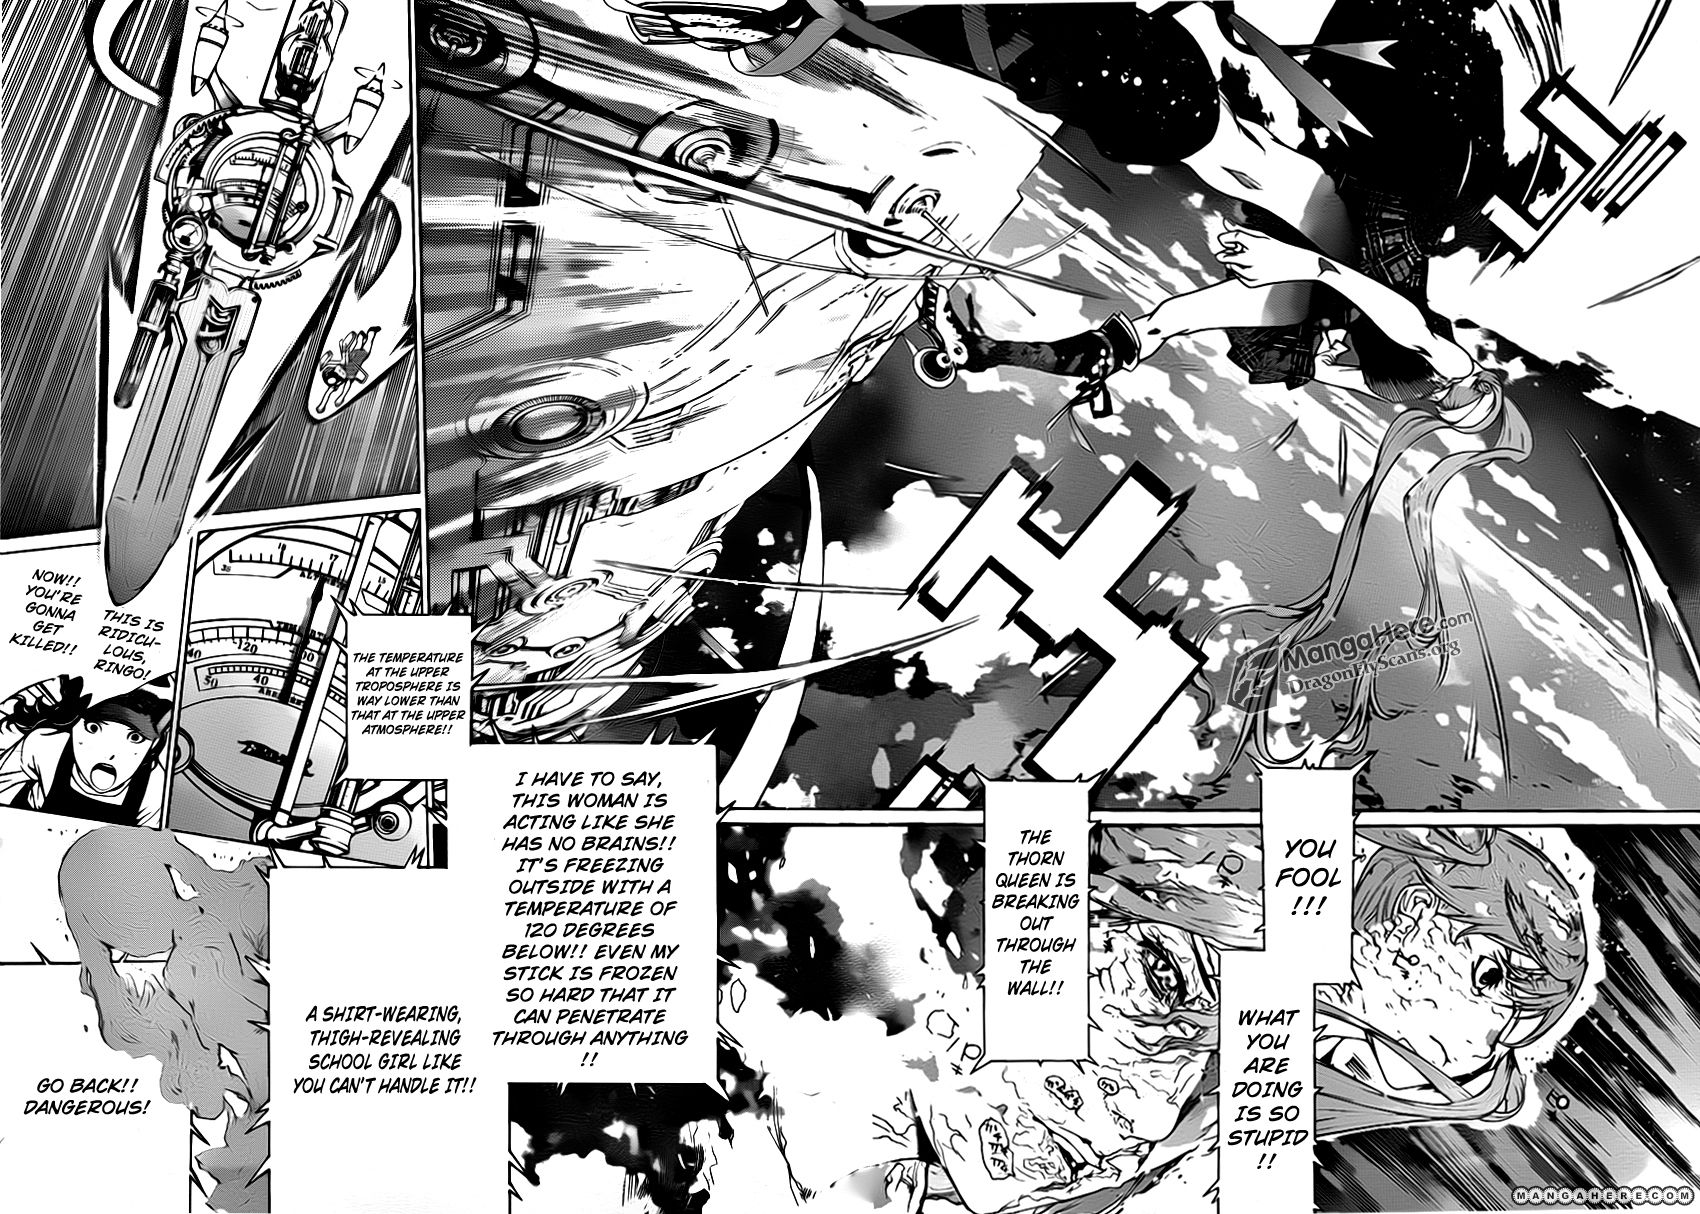 YOU
FOOL
!!!
WHAT
YOU
ARE
DOING
IS SO
STUPID
!!
THE
THORN
QUEEN IS
BREAKING
OUT
THROUGH
THE
WALL!!
I HAVE TO SAY,
THIS WOMAN IS
ACTING LIKE SHE
HAS NO BRAINS!!
IT'S FREEZING
OUTSIDE WITH A
TEMPERATURE OF
120 DEGREES
BELOW!! EVEN MY
STICK IS FROZEN
SO HARD THAT IT
CAN PENETRATE
THROUGH ANYTHING
!!
THE TEMPERATURE
AT THE UPPER
TROPOSPHERE IS
WAY LOWER THAN
THAT AT THE UPPER
ATMOSPHERE!!
THIS IS
RIDICU-
LOUS,
RINGO!
NOW!!
YOU'RE
GONNA
GET
KILLED!!
A SHIRT-WEARING,
THIGH-REVEALING
SCHOOL GIRL LIKE
YOU CAN'T HANDLE IT!!
GO BACK!!
DANGEROUS!
120
50 40
MangaHere.com
DragonFlyScans.org
MANGAHERE.COM